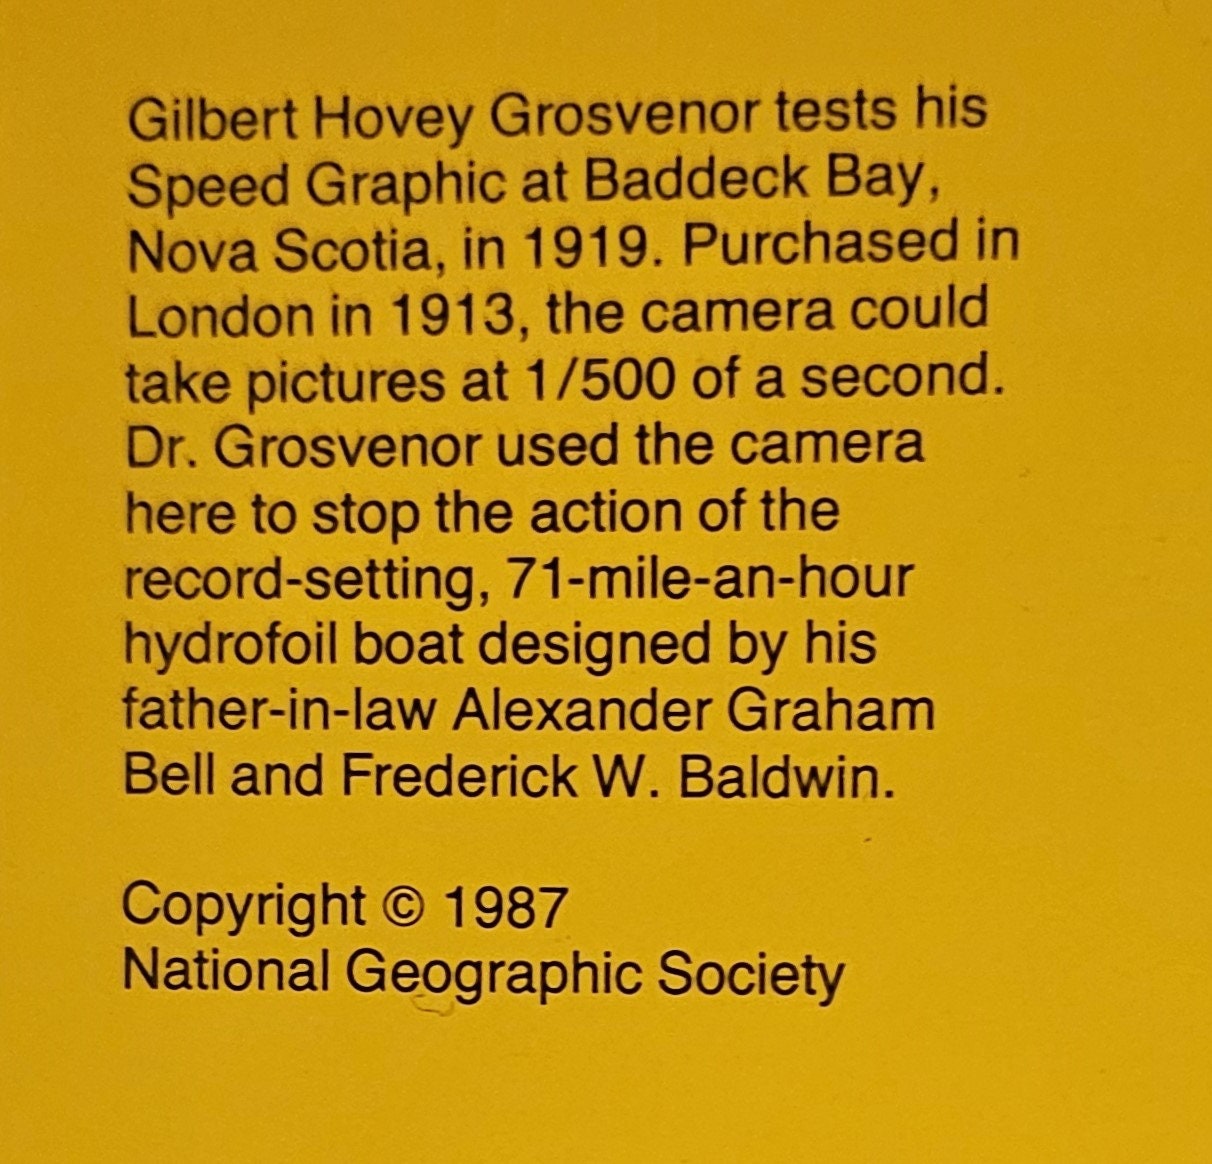 Gilbert Hovey Grosvenor tests his
Speed Graphic at Baddeck Bay,
Nova Scotia, in 1919. Purchased in
London in 1913, the camera could
take pictures at 1/500 of a second.
Dr. Grosvenor used the camera
here to stop the action of the
record-setting, 71-mile-an-hour
hydrofoil boat designed by his
father-in-law Alexander Graham
Bell and Frederick W. Baldwin.
Copyright © 1987
National Geographic Society